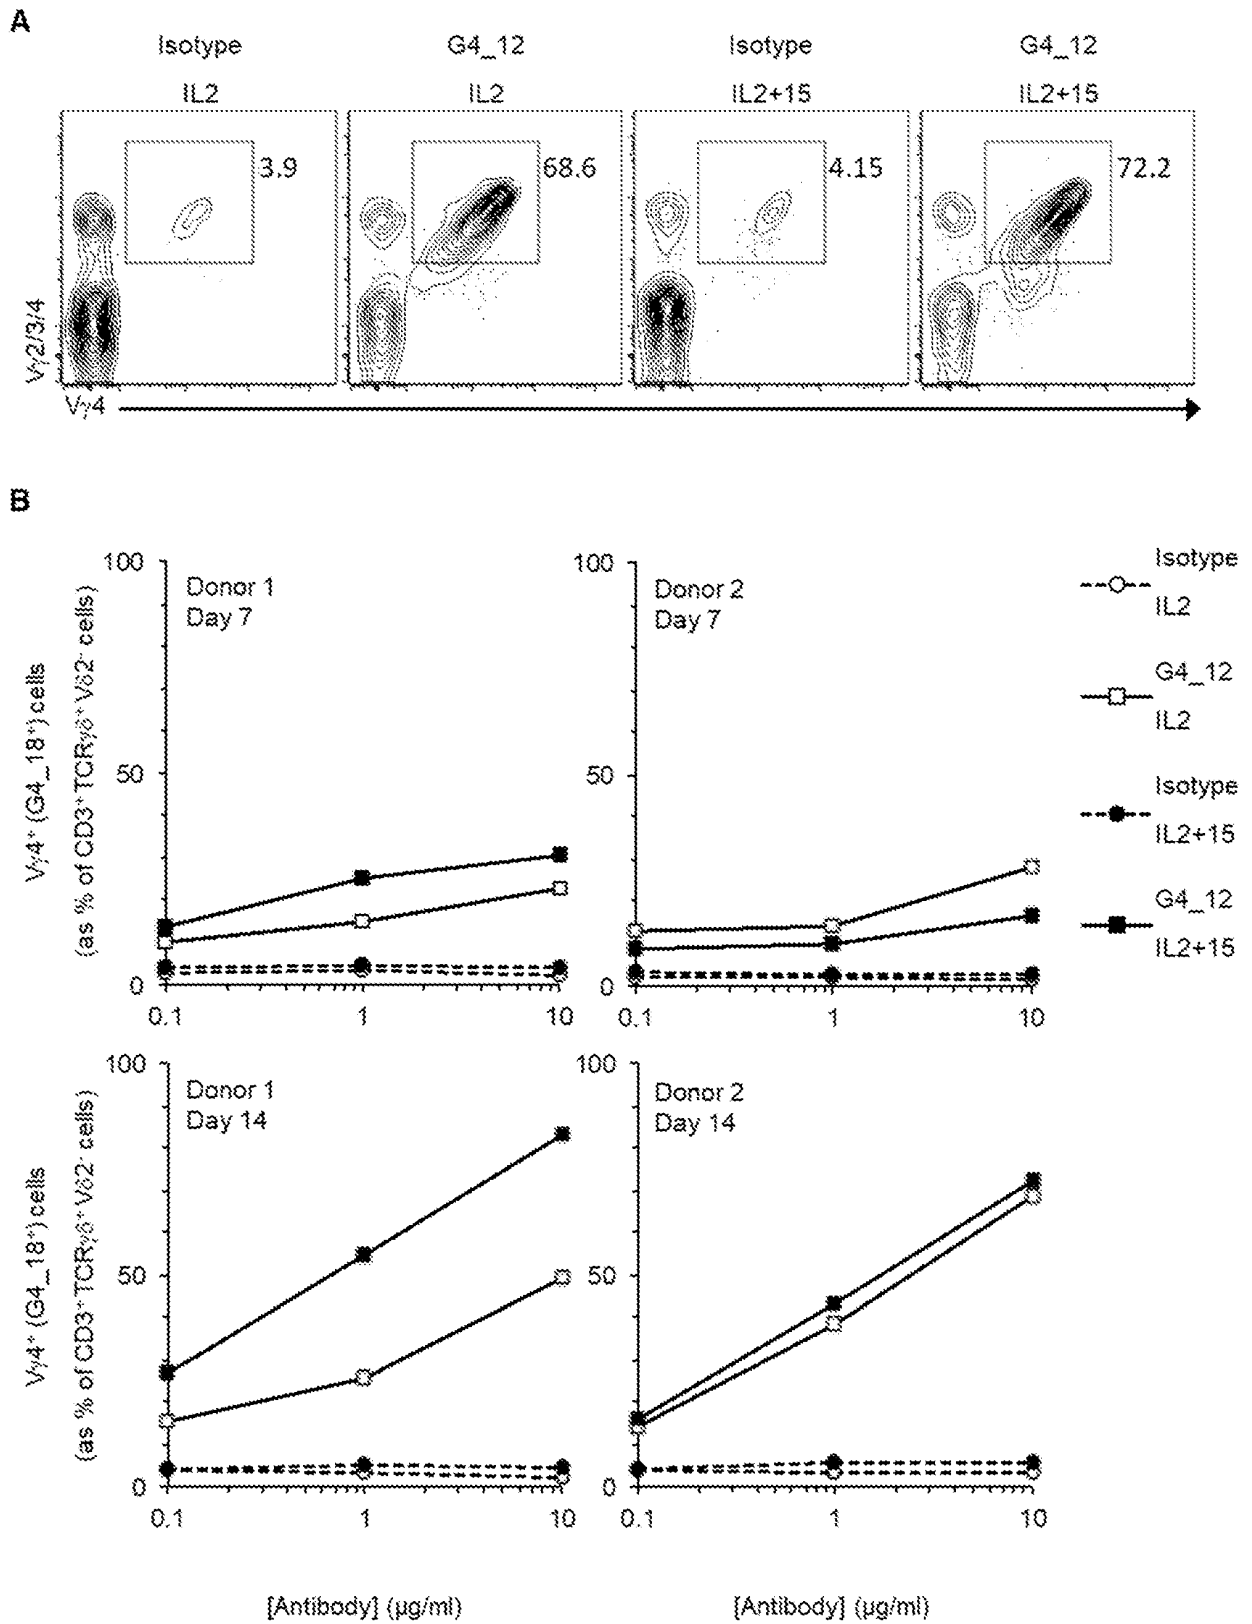 A
Isotype G4_12 Isotype G4_12
IL2 IL2 IL2+15 IL2+15
3.9 68.6 4.15 72.2
Vγ2/3/4
Vγ4
B
Vγ4⁺ (G4_18⁺) cells
(as % of CD3⁺ TCRγδ⁺ Vδ2⁻ cells)
100
50
0
0.1 1 10
Donor 1
Day 7
100
50
0
0.1 1 10
Donor 2
Day 7
Isotype
IL2
G4_12
IL2
Isotype
IL2+15
G4_12
IL2+15
Vγ4⁺ (G4_18⁺) cells
(as % of CD3⁺ TCRγδ⁺ Vδ2⁻ cells)
100
50
0
0.1 1 10
Donor 1
Day 14
100
50
0
0.1 1 10
Donor 2
Day 14
[Antibody] (µg/ml) [Antibody] (µg/ml)